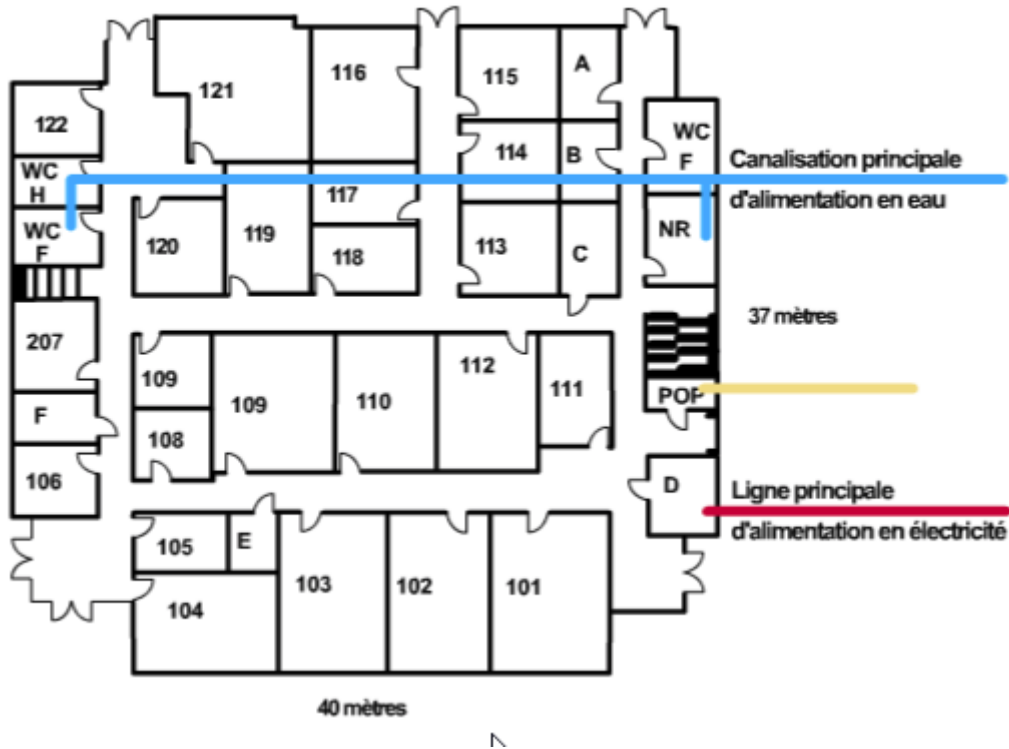 121
116
115
A
122
WC
F
114
B
WC
H
Canalisation principale
d'alimentation en eau
117
WC
F
120
119
118
113
C
NR
37 mètres
207
109
109
110
112
111
POP
F
108
106
D
Ligne principale
d'alimentation en électricité
105
E
103
102
101
104
40 mètres